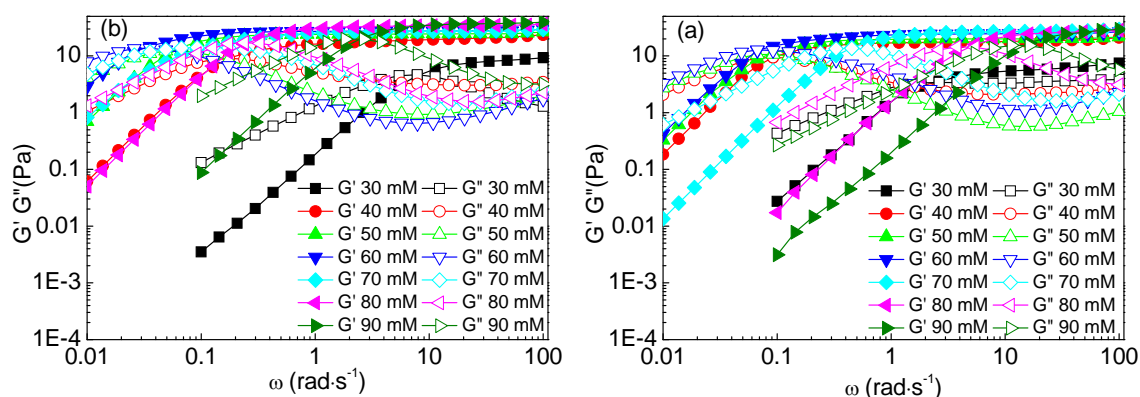 (b)
G' G''(Pa)
10
1
0.1
0.01
1E-3
1E-4
G' 30 mM G'' 30 mM
G' 40 mM G'' 40 mM
G' 50 mM G'' 50 mM
G' 60 mM G'' 60 mM
G' 70 mM G'' 70 mM
G' 80 mM G'' 80 mM
G' 90 mM G'' 90 mM
0.01 0.1 1 10 100
ω (rad·s⁻¹)
(a)
G' G''(Pa)
10
1
0.1
0.01
1E-3
1E-4
G' 30 mM G'' 30 mM
G' 40 mM G'' 40 mM
G' 50 mM G'' 50 mM
G' 60 mM G'' 60 mM
G' 70 mM G'' 70 mM
G' 80 mM G'' 80 mM
G' 90 mM G'' 90 mM
0.01 0.1 1 10 100
ω (rad·s⁻¹)